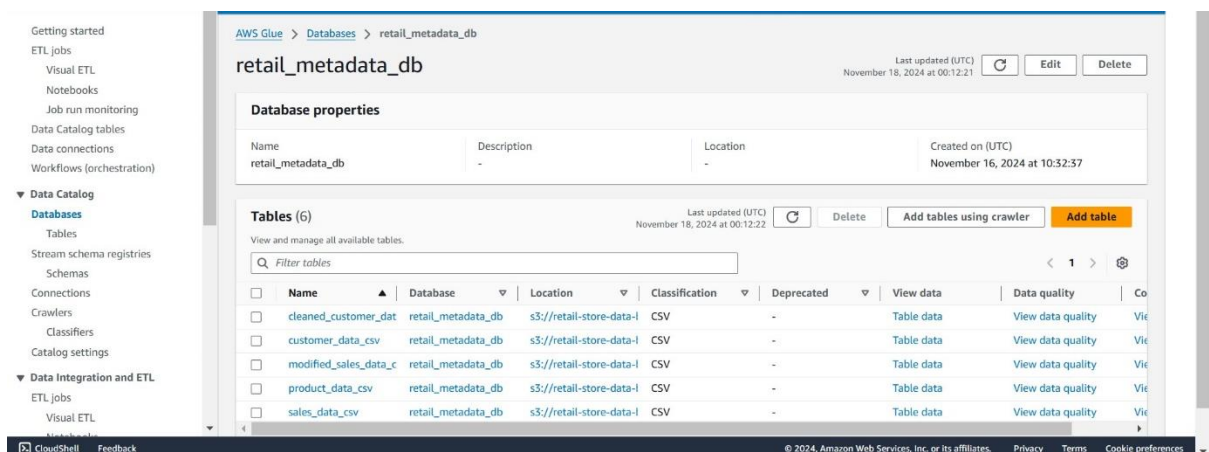 Getting started
ETL jobs
Visual ETL
Notebooks
Job run monitoring
Data Catalog tables
Data connections
Workflows (orchestration)
Data Catalog
Databases
Tables
Stream schema registries
Schemas
Connections
Crawlers
Classifiers
Catalog settings
Data Integration and ETL
ETL jobs
Visual ETL
AWS Glue > Databases > retail_metadata_db
retail_metadata_db
Last updated (UTC)
November 18, 2024 at 00:12:21
Edit Delete
Database properties
Name Description Location Created on (UTC)
retail_metadata_db - - November 16, 2024 at 10:32:37
Tables (6)
View and manage all available tables.
Last updated (UTC)
November 18, 2024 at 00:12:22
Delete Add tables using crawler Add table
Filter tables
< 1 >
Name Database Location Classification Deprecated View data Data quality Co
cleaned_customer_dat retail_metadata_db s3://retail-store-data-l CSV - Table data View data quality Vie
customer_data_csv retail_metadata_db s3://retail-store-data-l CSV - Table data View data quality Vie
modified_sales_data_c retail_metadata_db s3://retail-store-data-l CSV - Table data View data quality Vie
product_data_csv retail_metadata_db s3://retail-store-data-l CSV - Table data View data quality Vie
sales_data_csv retail_metadata_db s3://retail-store-data-l CSV - Table data View data quality Vie
CloudShell Feedback © 2024, Amazon Web Services, Inc. or its affiliates. Privacy Terms Cookie preferences